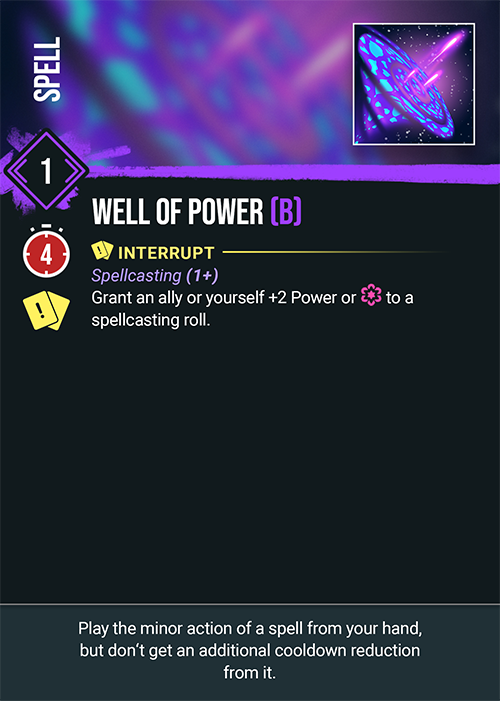 SPELL
1
WELL OF POWER (B)
4
! INTERRUPT
Spellcasting (1+)
!
Grant an ally or yourself +2 Power or to a
spellcasting roll.
Play the minor action of a spell from your hand,
but don't get an additional cooldown reduction
from it.